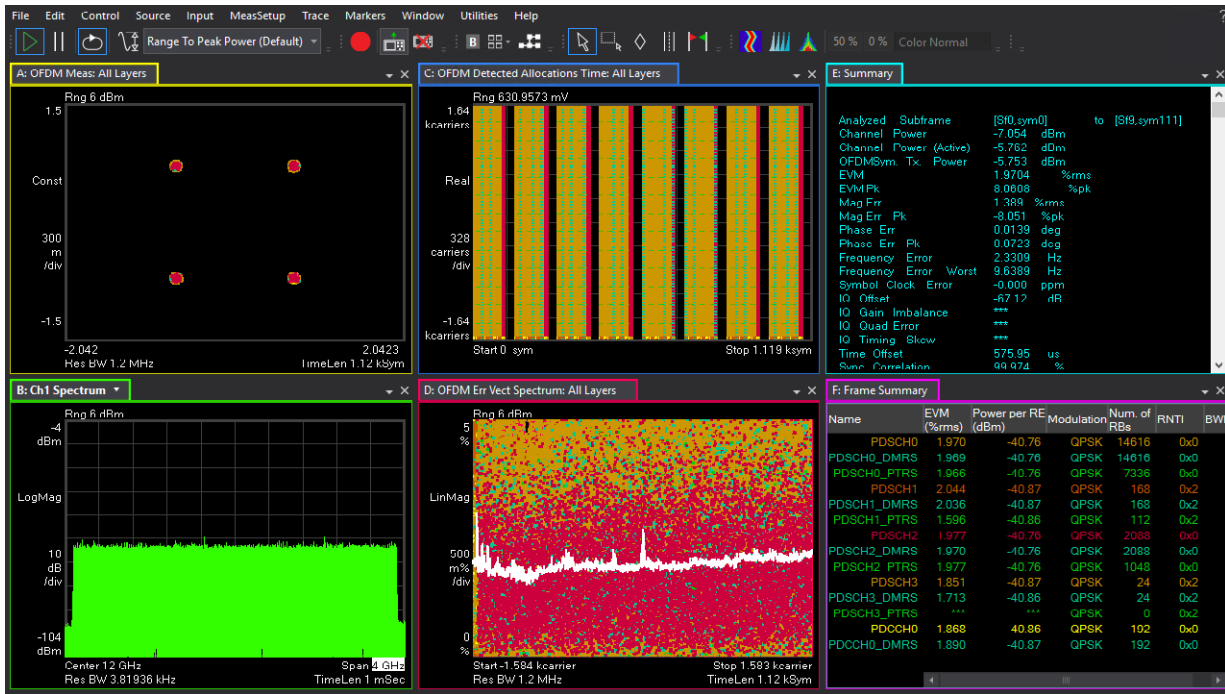 File Edit Control Source Input MeasSetup Trace Markers Window Utilities Help
Range To Peak Power (Default) B 50 % 0 % Color Normal
A: OFDM Meas: All Layers
Rng 6 dBm
1.5
Const
300
m
/div
-1.5
-2.042 2.0423
Res BW 1.2 MHz TimeLen 1.12 kSym
C: OFDM Detected Allocations Time: All Layers
Rng 630.9573 mV
1.64
kcarriers
Real
328
carriers
/div
-1.64
kcarriers
Start 0 sym Stop 1.119 ksym
E: Summary
Analyzed Subframe [Sf0,sym0] to [Sf9,sym111]
Channel Power -7.054 dBm
Channel Power (Active) -5.762 dBm
OFDMSym. Tx. Power -5.753 dBm
EVM 1.9704 %rms
EVM Pk 8.0608 %pk
Mag Err 1.389 %rms
Mag Err Pk -8.051 %pk
Phase Err 0.0139 deg
Phase Err Pk 0.0723 deg
Frequency Error 2.3309 Hz
Frequency Error Worst 9.6389 Hz
Symbol Clock Error -0.000 ppm
IQ Offset -67.12 dB
IQ Gain Imbalance ***
IQ Quad Error ***
IQ Timing Skew ***
Time Offset 575.95 us
Sync Correlation 99.974 %
B: Ch1 Spectrum
Rng 6 dBm
-4
dBm
LogMag
10
dB
/div
-104
dBm
Center 12 GHz Span 4 GHz
Res BW 3.81936 kHz TimeLen 1 mSec
D: OFDM Err Vect Spectrum: All Layers
Rng 6 dBm
5
%
LinMag
500
m%
/div
0
%
Start -1.584 kcarrier Stop 1.583 kcarrier
Res BW 1.2 MHz TimeLen 1.12 kSym
F: Frame Summary
Name EVM (%rms) Power per RE (dBm) Modulation Num. of RBs RNTI BW
PDSCH0 1.970 -40.76 QPSK 14616 0x0
PDSCH0_DMRS 1.969 -40.76 QPSK 14616 0x0
PDSCH0_PTRS 1.966 -40.76 QPSK 7336 0x0
PDSCH1 2.044 -40.87 QPSK 168 0x2
PDSCH1_DMRS 2.036 -40.87 QPSK 168 0x2
PDSCH1_PTRS 1.596 -40.86 QPSK 112 0x2
PDSCH2 1.977 -40.76 QPSK 2088 0x0
PDSCH2_DMRS 1.970 -40.76 QPSK 2088 0x0
PDSCH2_PTRS 1.977 -40.76 QPSK 1048 0x0
PDSCH3 1.851 -40.87 QPSK 24 0x2
PDSCH3_DMRS 1.713 -40.86 QPSK 24 0x2
PDSCH3_PTRS *** *** QPSK 0 0x2
PDCCH0 1.868 40.86 QPSK 192 0x0
PDCCH0_DMRS 1.890 -40.86 QPSK 192 0x0